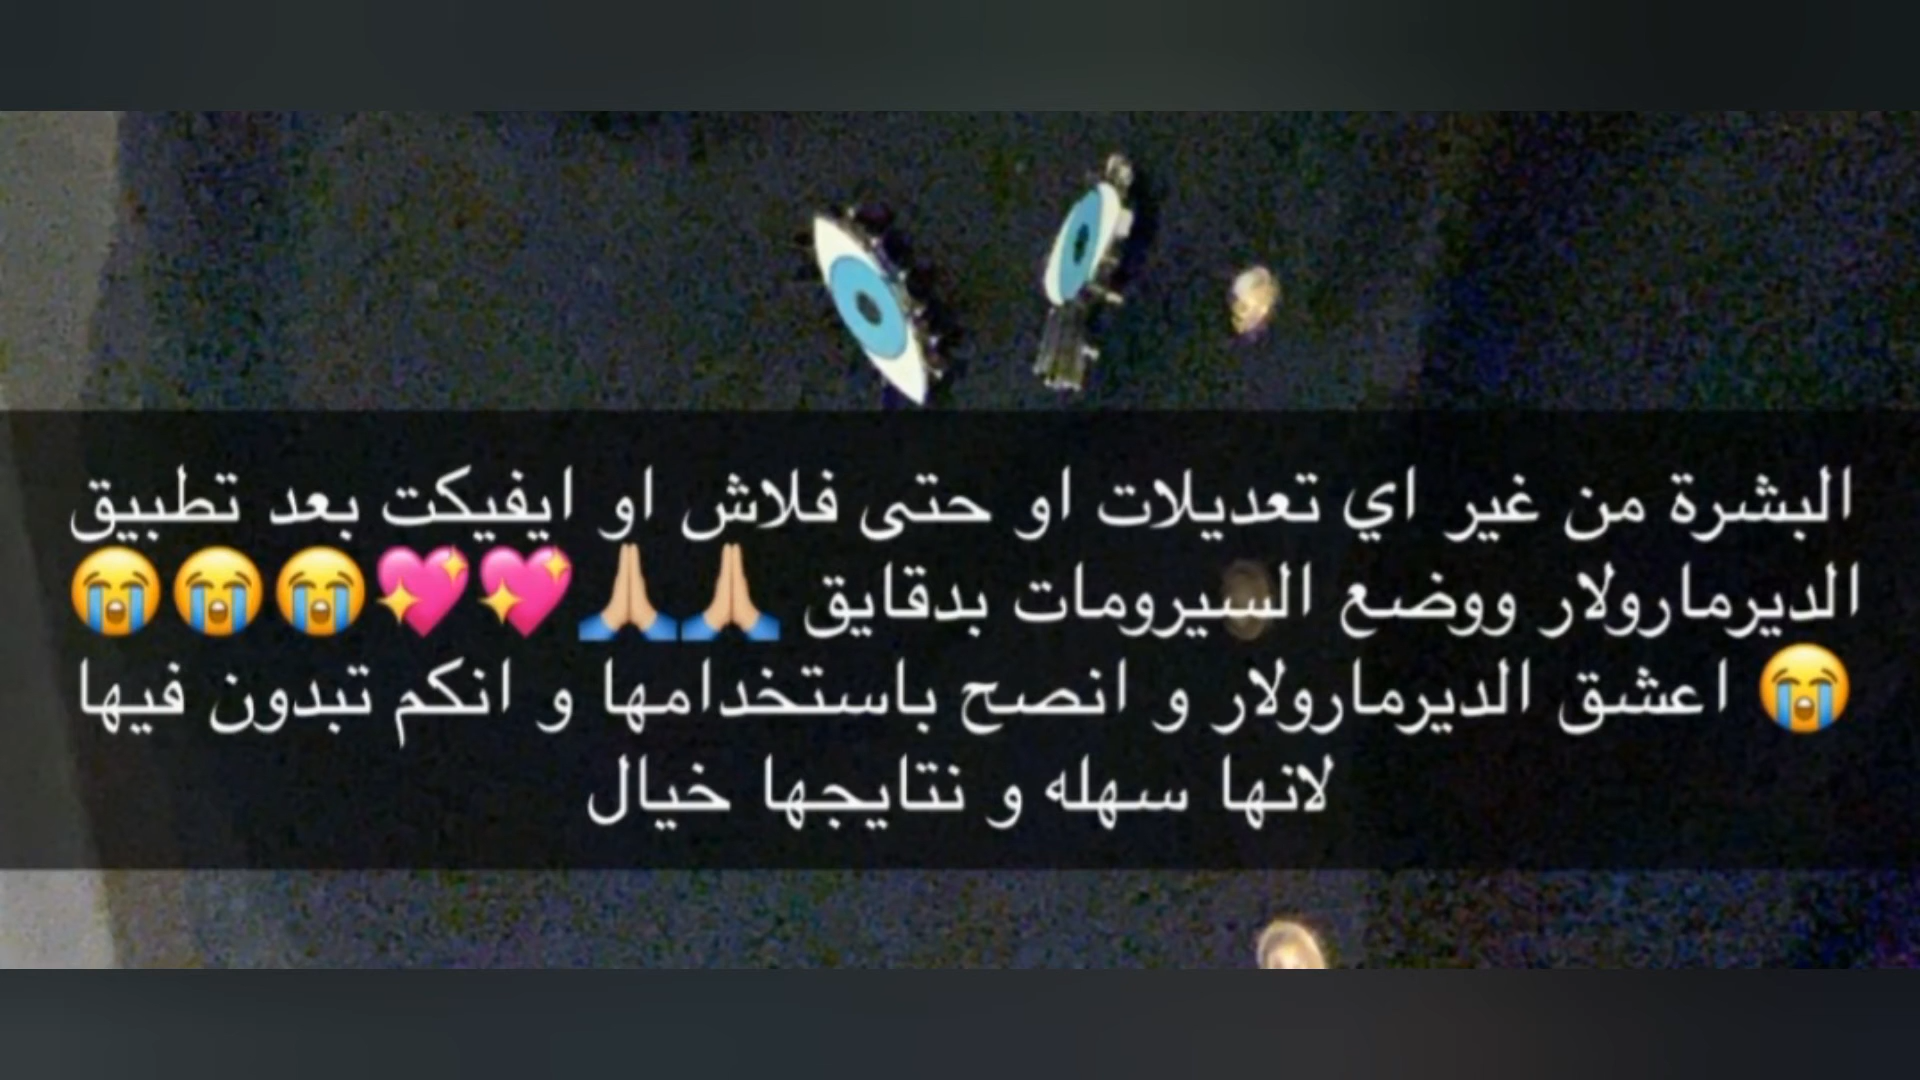 البشرة من غير اي تعديلات او حتى فلاش او ايفيكت بعد تطبيق
الديرمارولار ووضع السيرومات بدقايق 🙏🏼🙏🏼💖💖😭😭😭
😭 اعشق الديرمارولار و انصح باستخدامها و انكم تبدون فيها
لانها سهله و نتايجها خيال